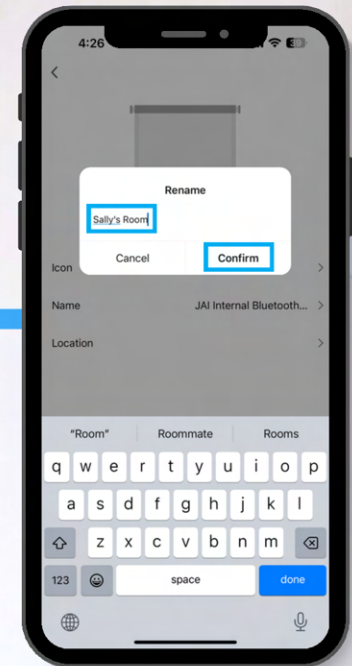 4:26
39
Rename
Sally's Room
Cancel Confirm
Icon
Name JAI Internal Bluetooth...
Location
"Room" Roommate Rooms
q w e r t y u i o p
a s d f g h j k l
z x c v b n m
123 space done